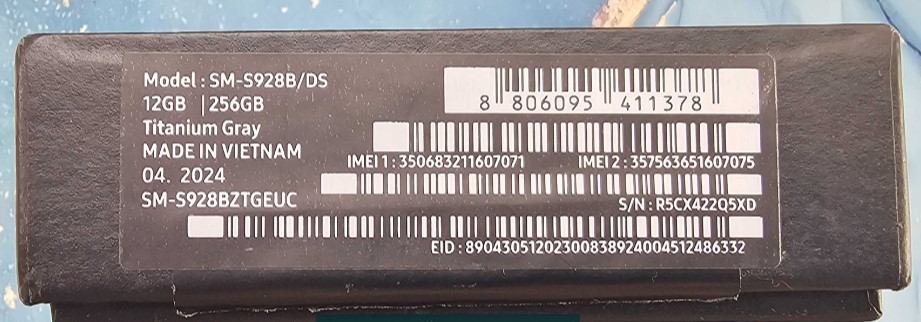 Model : SM-S928B/DS
12GB | 256GB
Titanium Gray
MADE IN VIETNAM
04. 2024
SM-S928BZTGEUC
8 806095 411378
IMEI 1 : 350683211607071 IMEI 2 : 357563651607075
S/N : R5CX422Q5XD
EID : 89043051202300838924004512486332